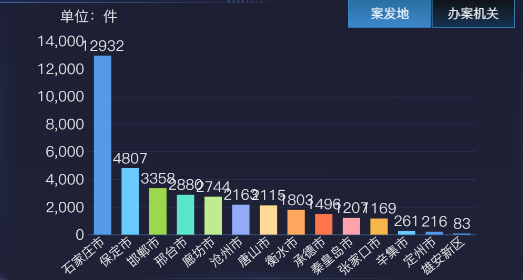 单位：件
案发地
办案机关
14,000
12,000
10,000
8,000
6,000
4,000
2,000
0
12932
4807
3358
2880
2744
2163
2115
1803
1496
1207
1169
261
216
83
石家庄市
保定市
邯郸市
邢台市
廊坊市
沧州市
唐山市
衡水市
承德市
秦皇岛市
张家口市
辛集市
定州市
雄安新区